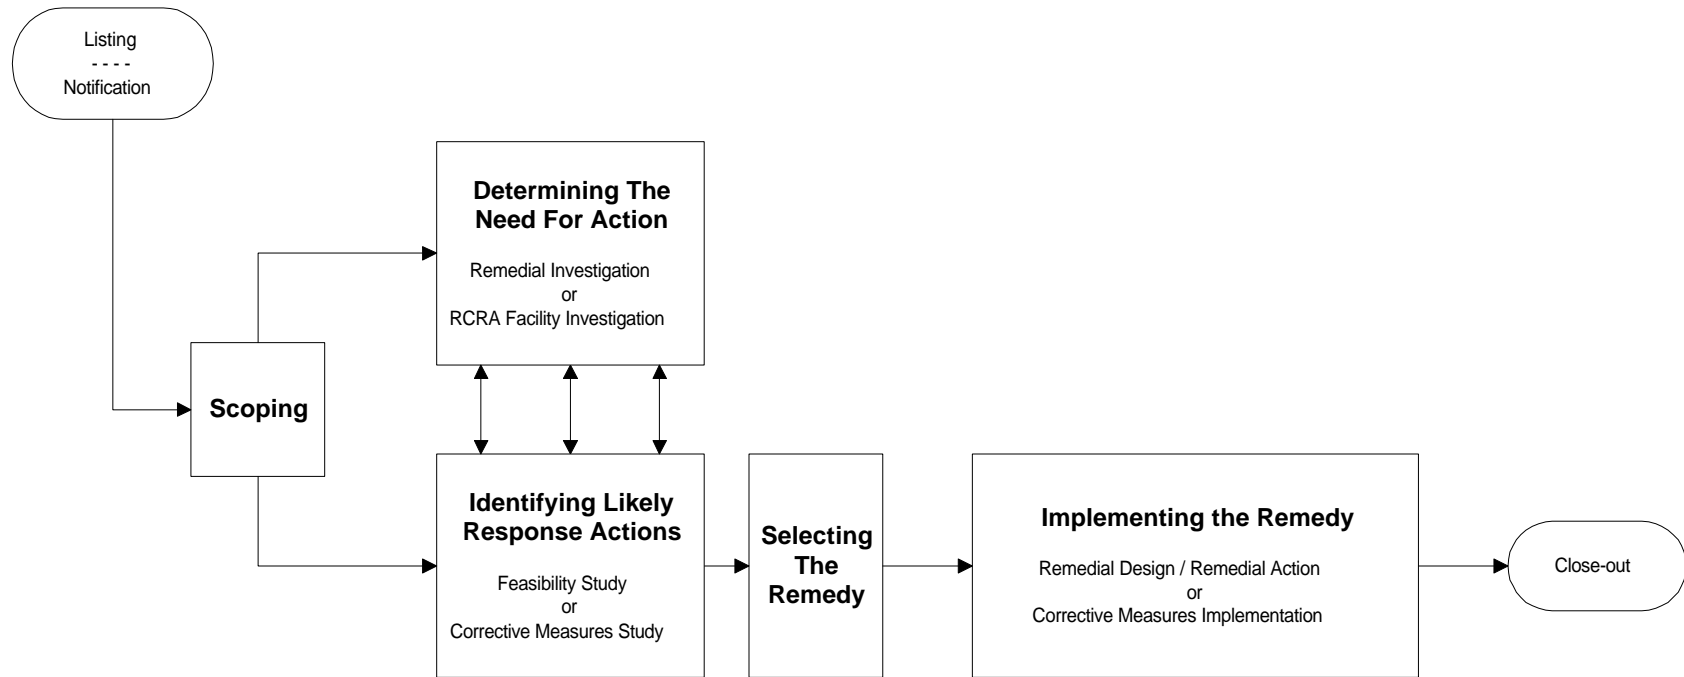 Listing
- - - -
Notification
Determining The
Need For Action
Remedial Investigation
or
RCRA Facility Investigation
Scoping
Identifying Likely
Response Actions
Feasibility Study
or
Corrective Measures Study
Selecting
The
Remedy
Implementing the Remedy
Remedial Design / Remedial Action
or
Corrective Measures Implementation
Close-out